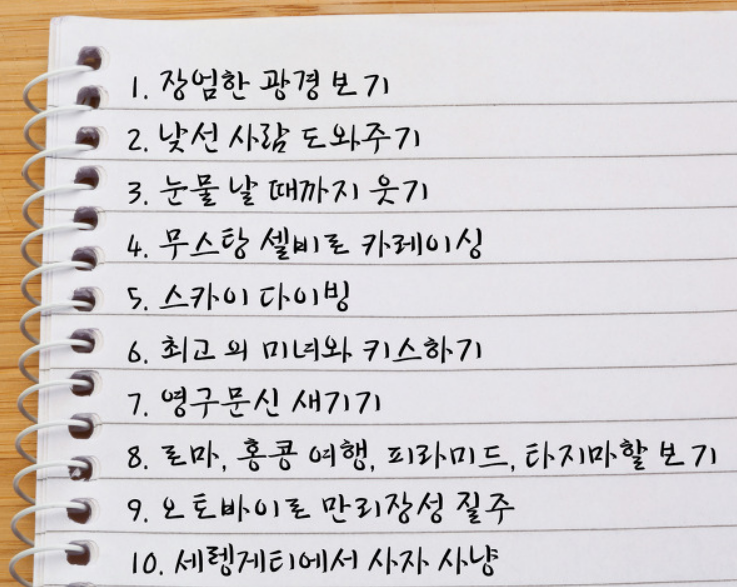 1. 장엄한 광경 보기
2. 낯선 사람 도와주기
3. 눈물 날 때까지 웃기
4. 무스탕 셀비로 카레이싱
5. 스카이 다이빙
6. 최고의 미녀와 키스하기
7. 영구문신 새기기
8. 로마, 홍콩 여행, 피라미드, 타지마할 보기
9. 오토바이로 만리장성 질주
10. 세렝게티에서 사자 사냥